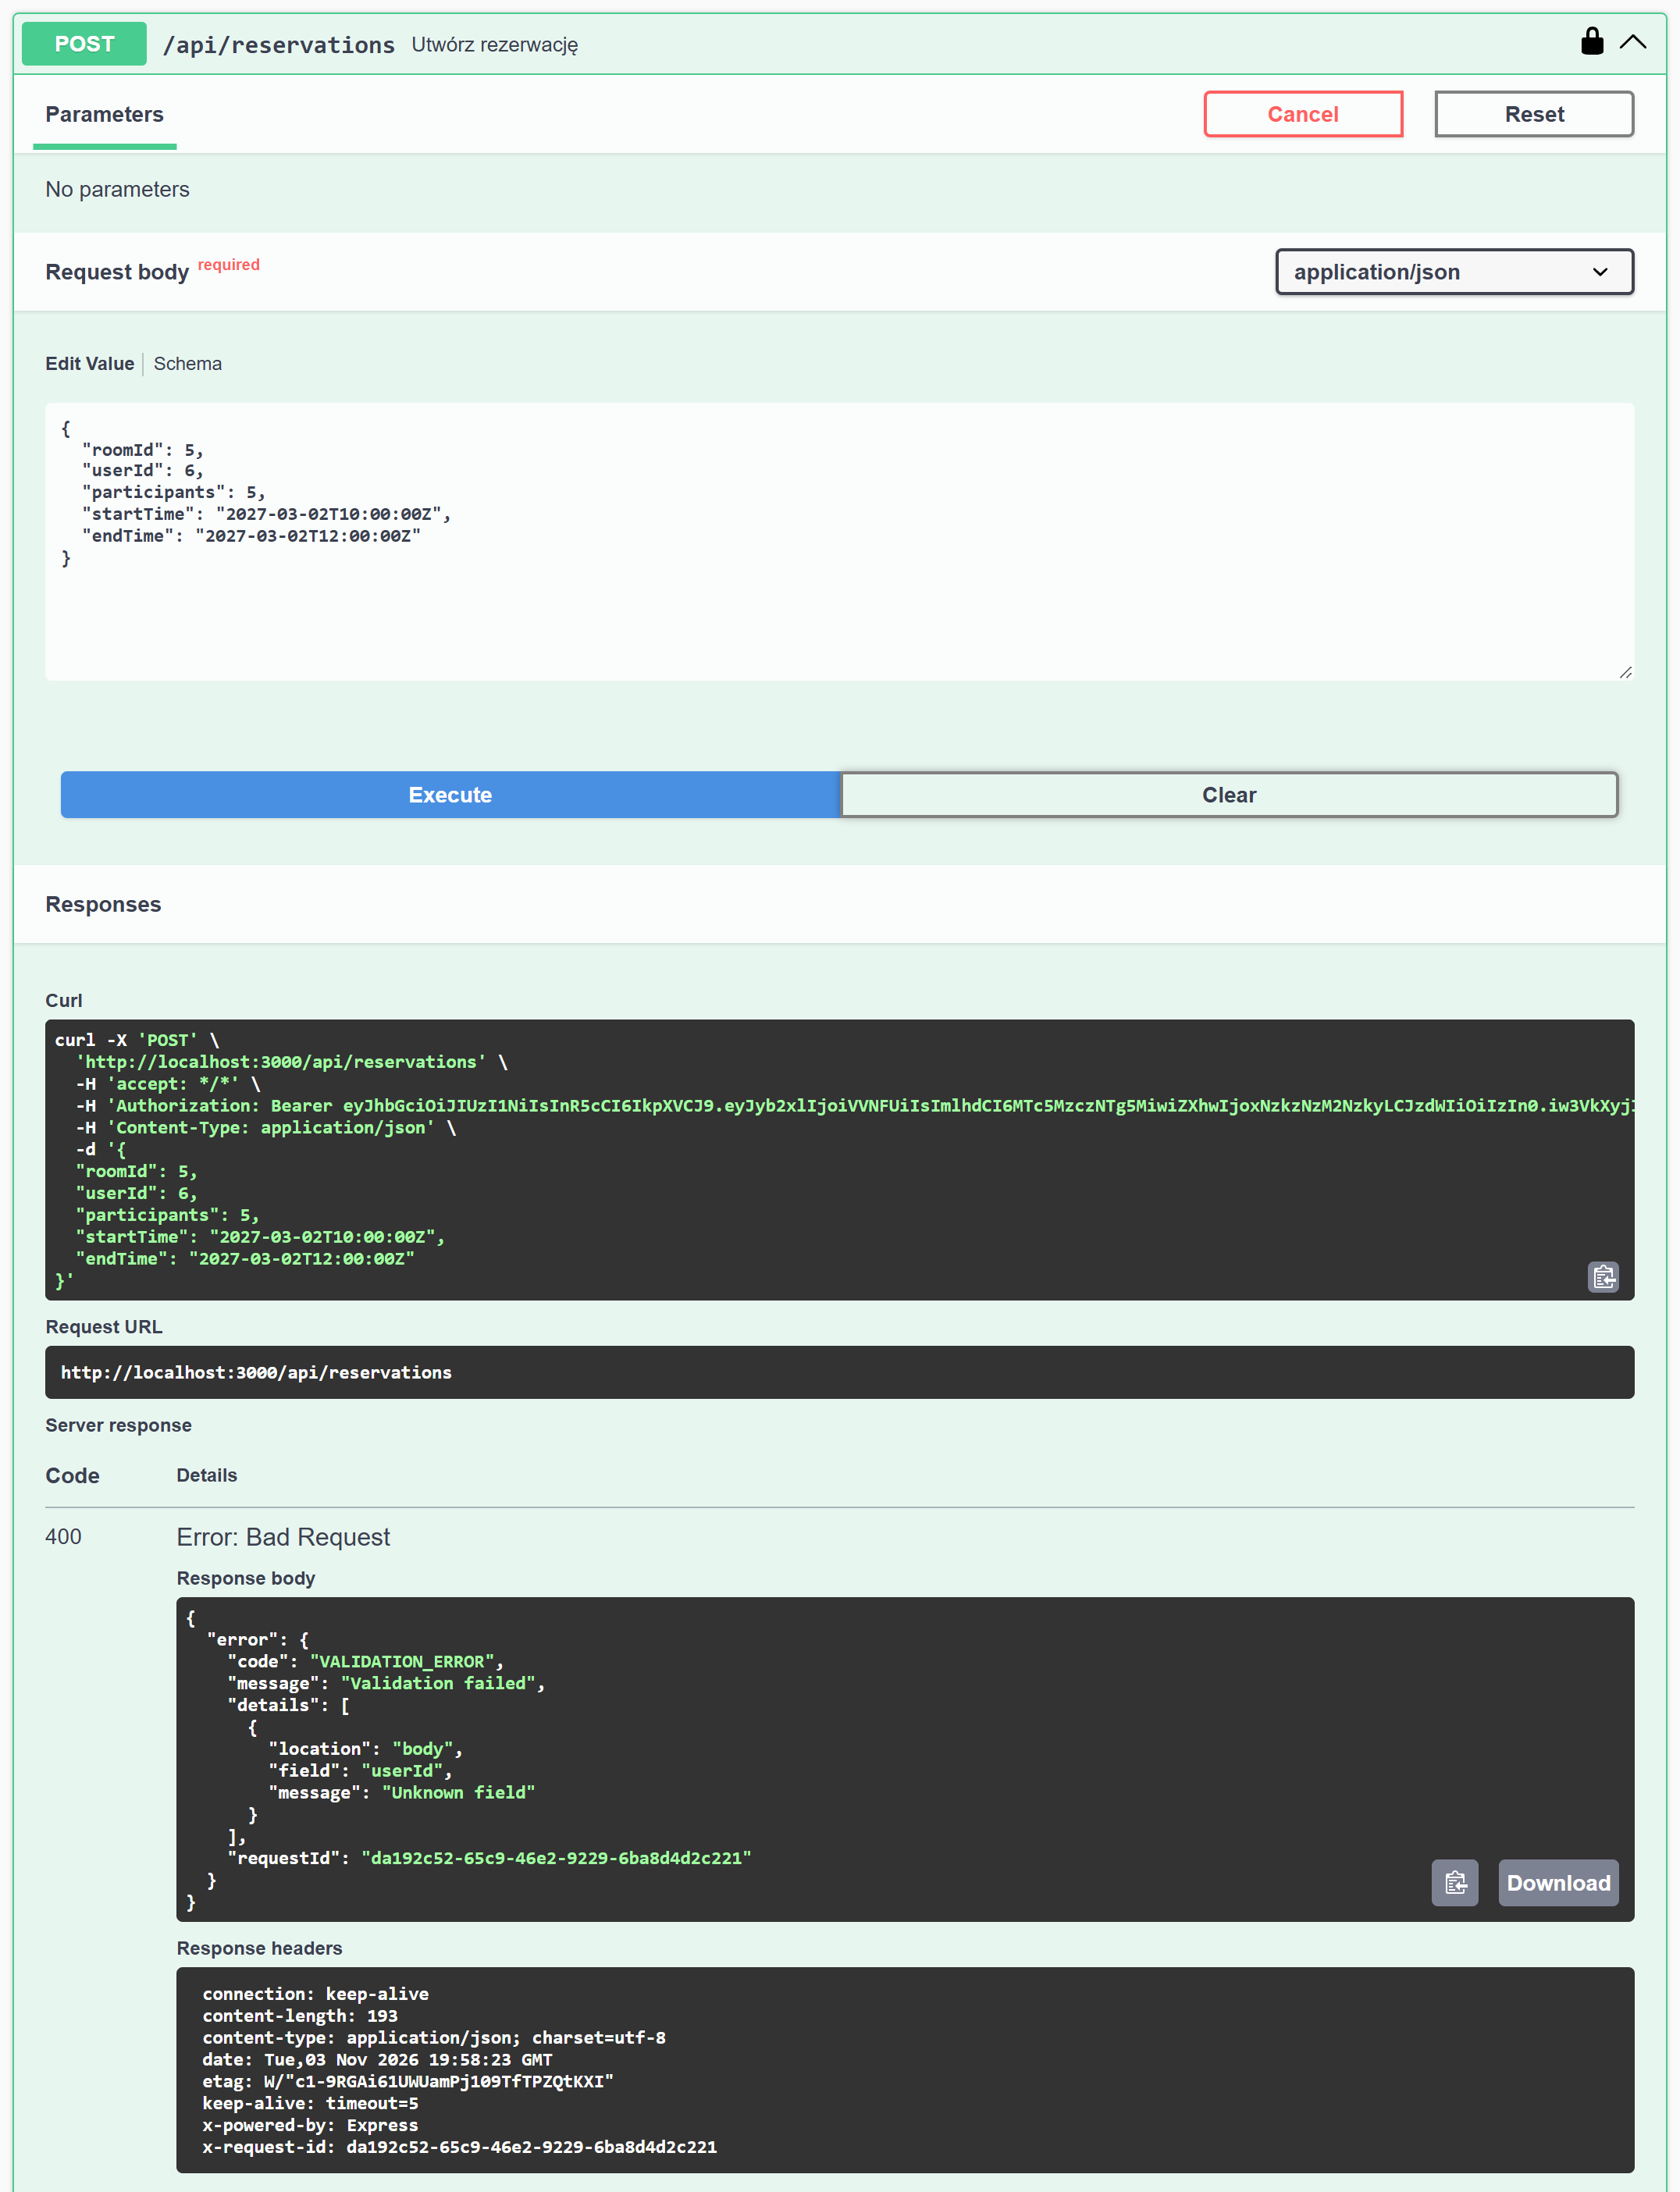 POST /api/reservations Utwórz rezerwację
Parameters
Cancel
Reset
No parameters
Request body required
application/json
Edit Value | Schema
{
"roomId": 5,
"userId": 6,
"participants": 5,
"startTime": "2027-03-02T10:00:00Z",
"endTime": "2027-03-02T12:00:00Z"
}
Execute
Clear
Responses
Curl
curl -X 'POST' \
'http://localhost:3000/api/reservations' \
-H 'accept: */*' \
-H 'Authorization: Bearer eyJhbGciOiJIUzI1NiIsInR5cCI6IkpXVCJ9.eyJyb2xlIjoiVVNFUiIsImlhdCI6MTc5MzczNTg5MiwiZXhwIjoxNzkzNzM2NzkyLCJzdWIiOiIzIn0.iw3VkXyj
-H 'Content-Type: application/json' \
-d '{
"roomId": 5,
"userId": 6,
"participants": 5,
"startTime": "2027-03-02T10:00:00Z",
"endTime": "2027-03-02T12:00:00Z"
}'
Request URL
http://localhost:3000/api/reservations
Server response
Code Details
400 Error: Bad Request
Response body
{
"error": {
"code": "VALIDATION_ERROR",
"message": "Validation failed",
"details": [
{
"location": "body",
"field": "userId",
"message": "Unknown field"
}
],
"requestId": "da192c52-65c9-46e2-9229-6ba8d4d2c221"
}
}
Download
Response headers
connection: keep-alive
content-length: 193
content-type: application/json; charset=utf-8
date: Tue,03 Nov 2026 19:58:23 GMT
etag: W/"c1-9RGAi61UWUamPj109TfTPZQtKXI"
keep-alive: timeout=5
x-powered-by: Express
x-request-id: da192c52-65c9-46e2-9229-6ba8d4d2c221